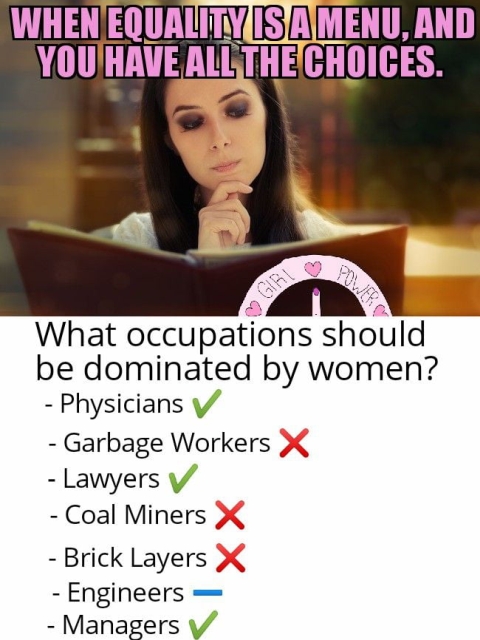 WHEN EQUALITY IS A MENU, AND
YOU HAVE ALL THE CHOICES.
GIRL POWER
What occupations should
be dominated by women?
- Physicians ✅
- Garbage Workers ❌
- Lawyers ✅
- Coal Miners ❌
- Brick Layers ❌
- Engineers ➖
- Managers ✅